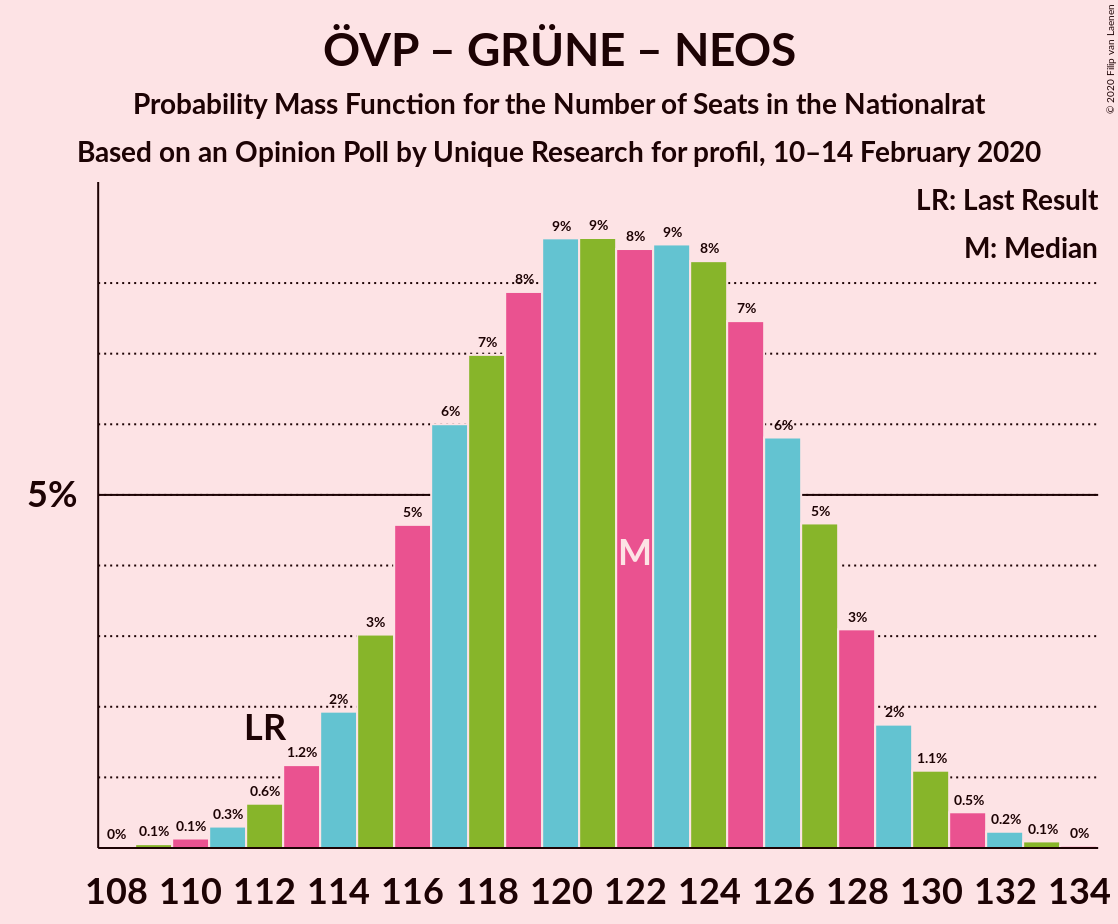 ÖVP – GRÜNE – NEOS
Probability Mass Function for the Number of Seats in the Nationalrat
Based on an Opinion Poll by Unique Research for profil, 10–14 February 2020
© 2020 Filip van Laenen
LR: Last Result
M: Median
5%
0% 0.1% 0.1% 0.3% 0.6% 1.2% 2% 3% 5% 6% 7% 8% 9% 9% 8% 9% 8% 7% 6% 5% 3% 2% 1.1% 0.5% 0.2% 0.1% 0%
LR
M
108 110 112 114 116 118 120 122 124 126 128 130 132 134